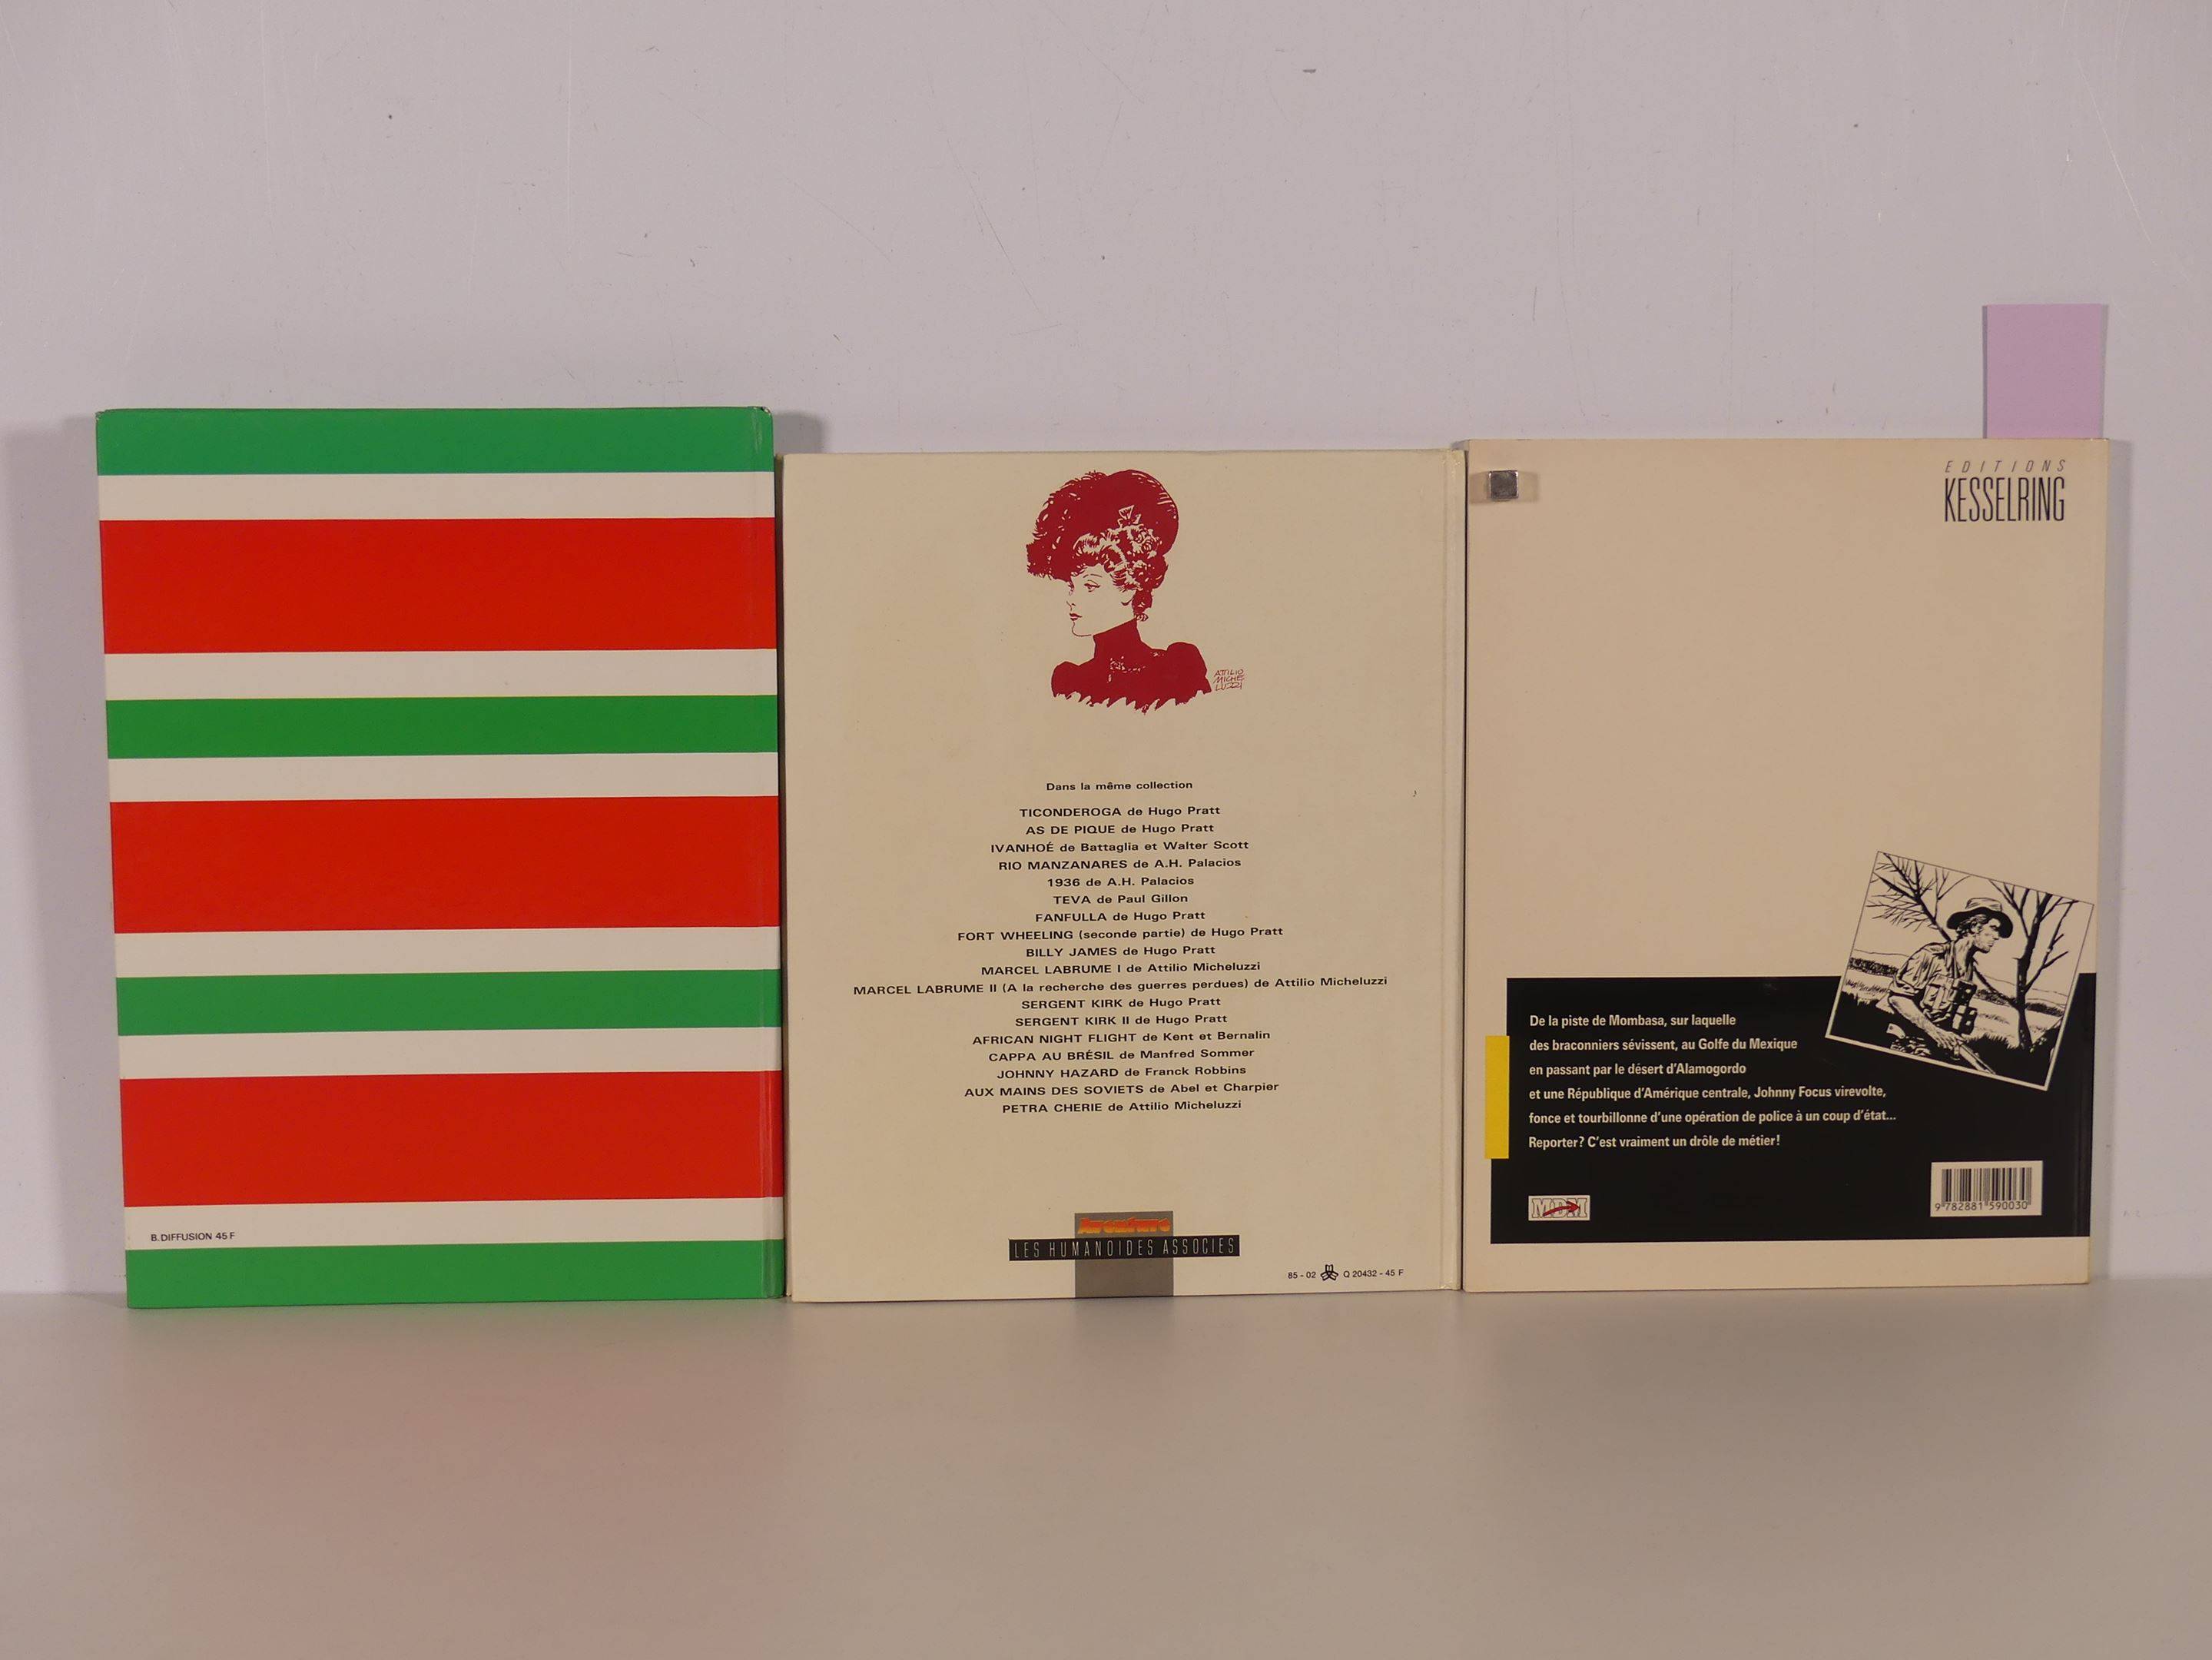 B.DIFFUSION 45 F
ATTILIO
MICHE
LUZZI
Dans la même collection
TICONDEROGA de Hugo Pratt
AS DE PIQUE de Hugo Pratt
IVANHOÉ de Battaglia et Walter Scott
RIO MANZANARES de A.H. Palacios
1936 de A.H. Palacios
TEVA de Paul Gillon
FANFULLA de Hugo Pratt
FORT WHEELING (seconde partie) de Hugo Pratt
BILLY JAMES de Hugo Pratt
MARCEL LABRUME I de Attilio Micheluzzi
MARCEL LABRUME II (A la recherche des guerres perdues) de Attilio Micheluzzi
SERGENT KIRK de Hugo Pratt
SERGENT KIRK II de Hugo Pratt
AFRICAN NIGHT FLIGHT de Kent et Bernalin
CAPPA AU BRÉSIL de Manfred Sommer
JOHNNY HAZARD de Franck Robbins
AUX MAINS DES SOVIETS de Abel et Charpier
PETRA CHERIE de Attilio Micheluzzi
Aventure
LES HUMANOIDES ASSOCIES
85 - 02 Q 20432 - 45 F
EDITIONS
KESSELRING
De la piste de Mombasa, sur laquelle
des braconniers sévissent, au Golfe du Mexique
en passant par le désert d'Alamogordo
et une République d'Amérique centrale, Johnny Focus virevolte,
fonce et tourbillonne d'une opération de police à un coup d'état...
Reporter? C'est vraiment un drôle de métier!
MDM
9 782881 590030